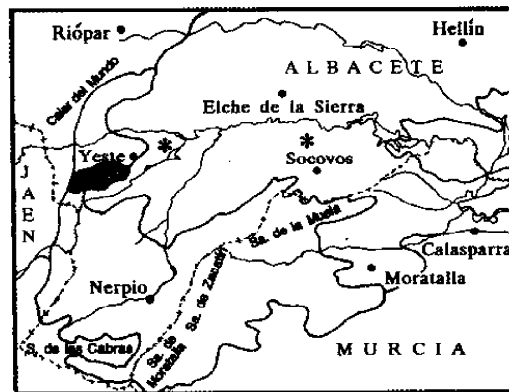 Riópar
Hellín
Calar del Mundo
ALBACETE
Elche de la Sierra
Yeste
*
*
Socovos
JAEN
Sa. de la Muela
Calasparra
Moratalla
Nerpio
Sa. de Zacatín
Sa. de Moratalla
S. de las Cabras
MURCIA